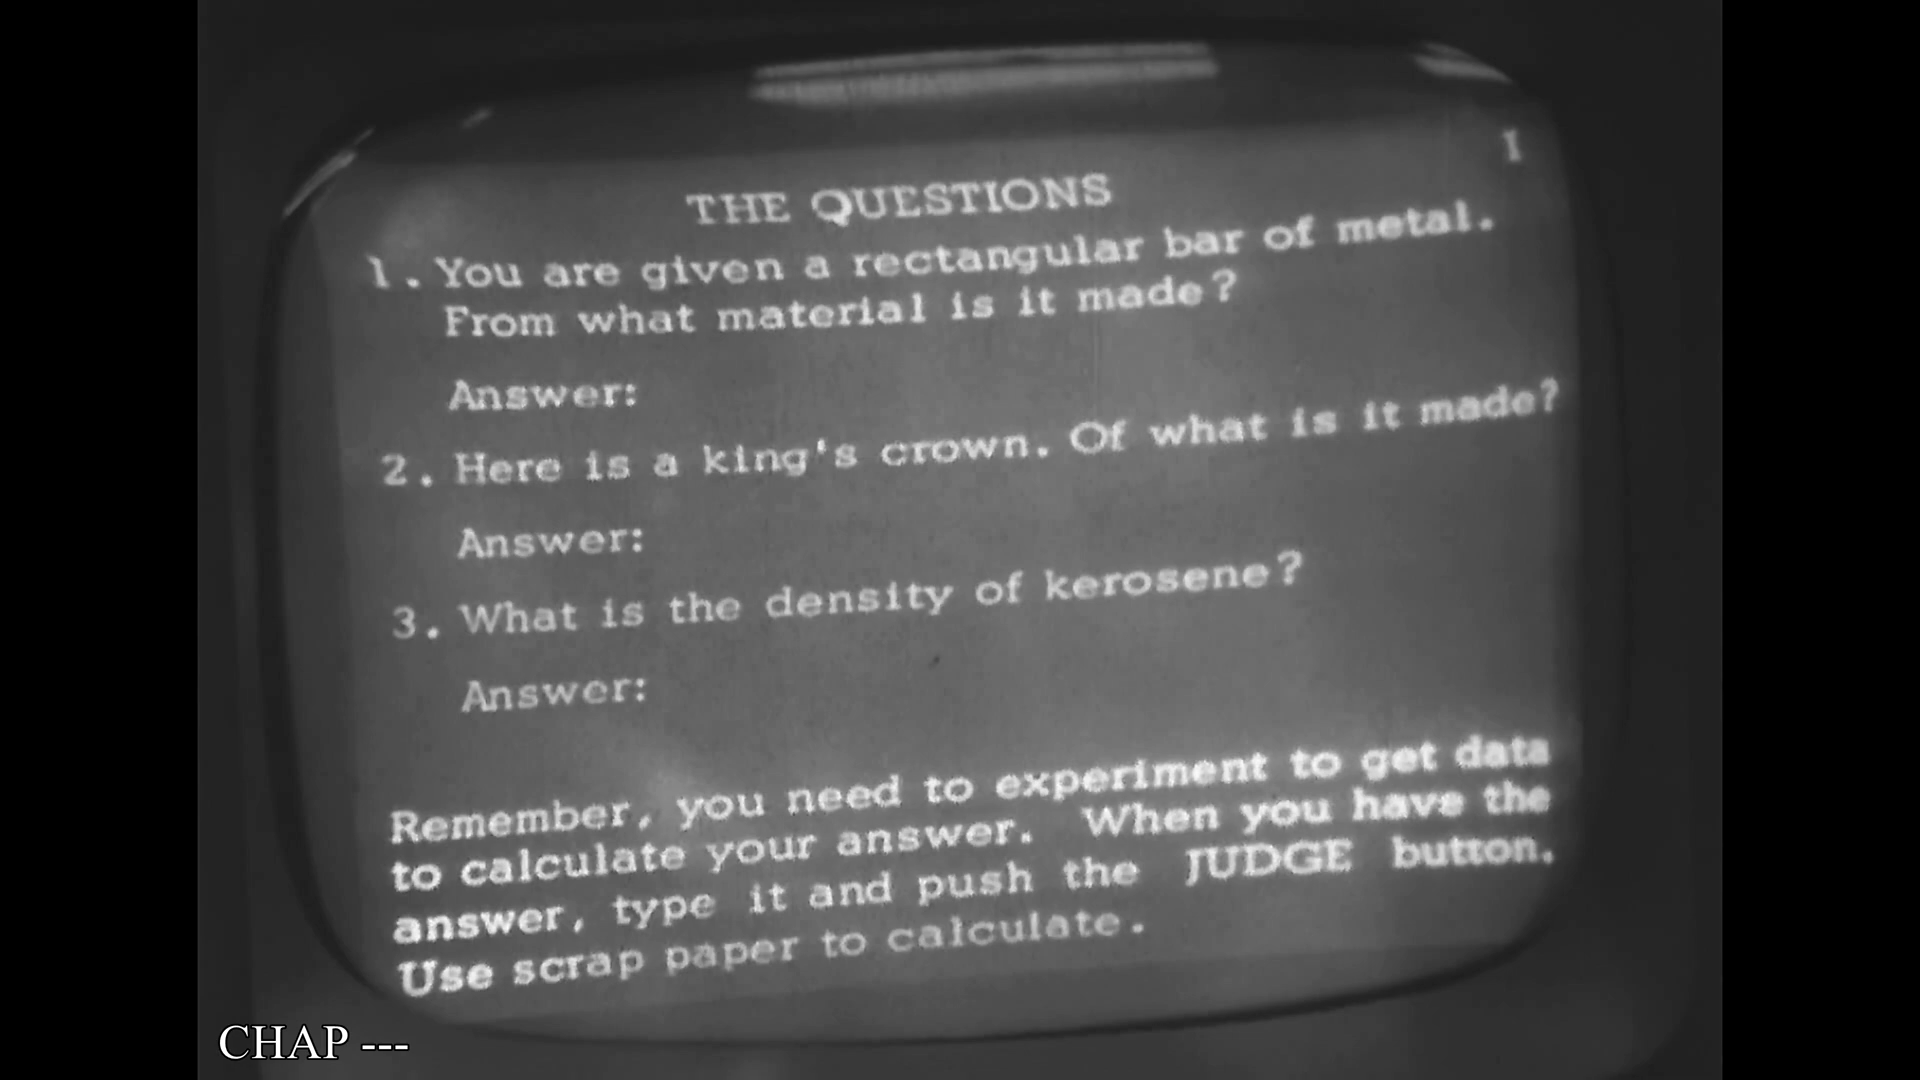 1
THE QUESTIONS
1. You are given a rectangular bar of metal.
From what material is it made?
Answer:
2. Here is a king's crown. Of what is it made?
Answer:
3. What is the density of kerosene?
Answer:
Remember, you need to experiment to get data
to calculate your answer. When you have the
answer, type it and push the JUDGE button.
Use scrap paper to calculate.
CHAP ---